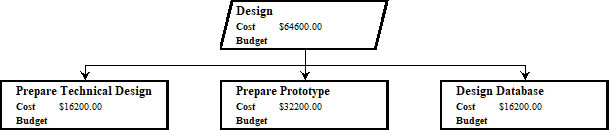 Design
Cost $64600.00
Budget
Prepare Technical Design
Cost $16200.00
Budget
Prepare Prototype
Cost $32200.00
Budget
Design Database
Cost $16200.00
Budget